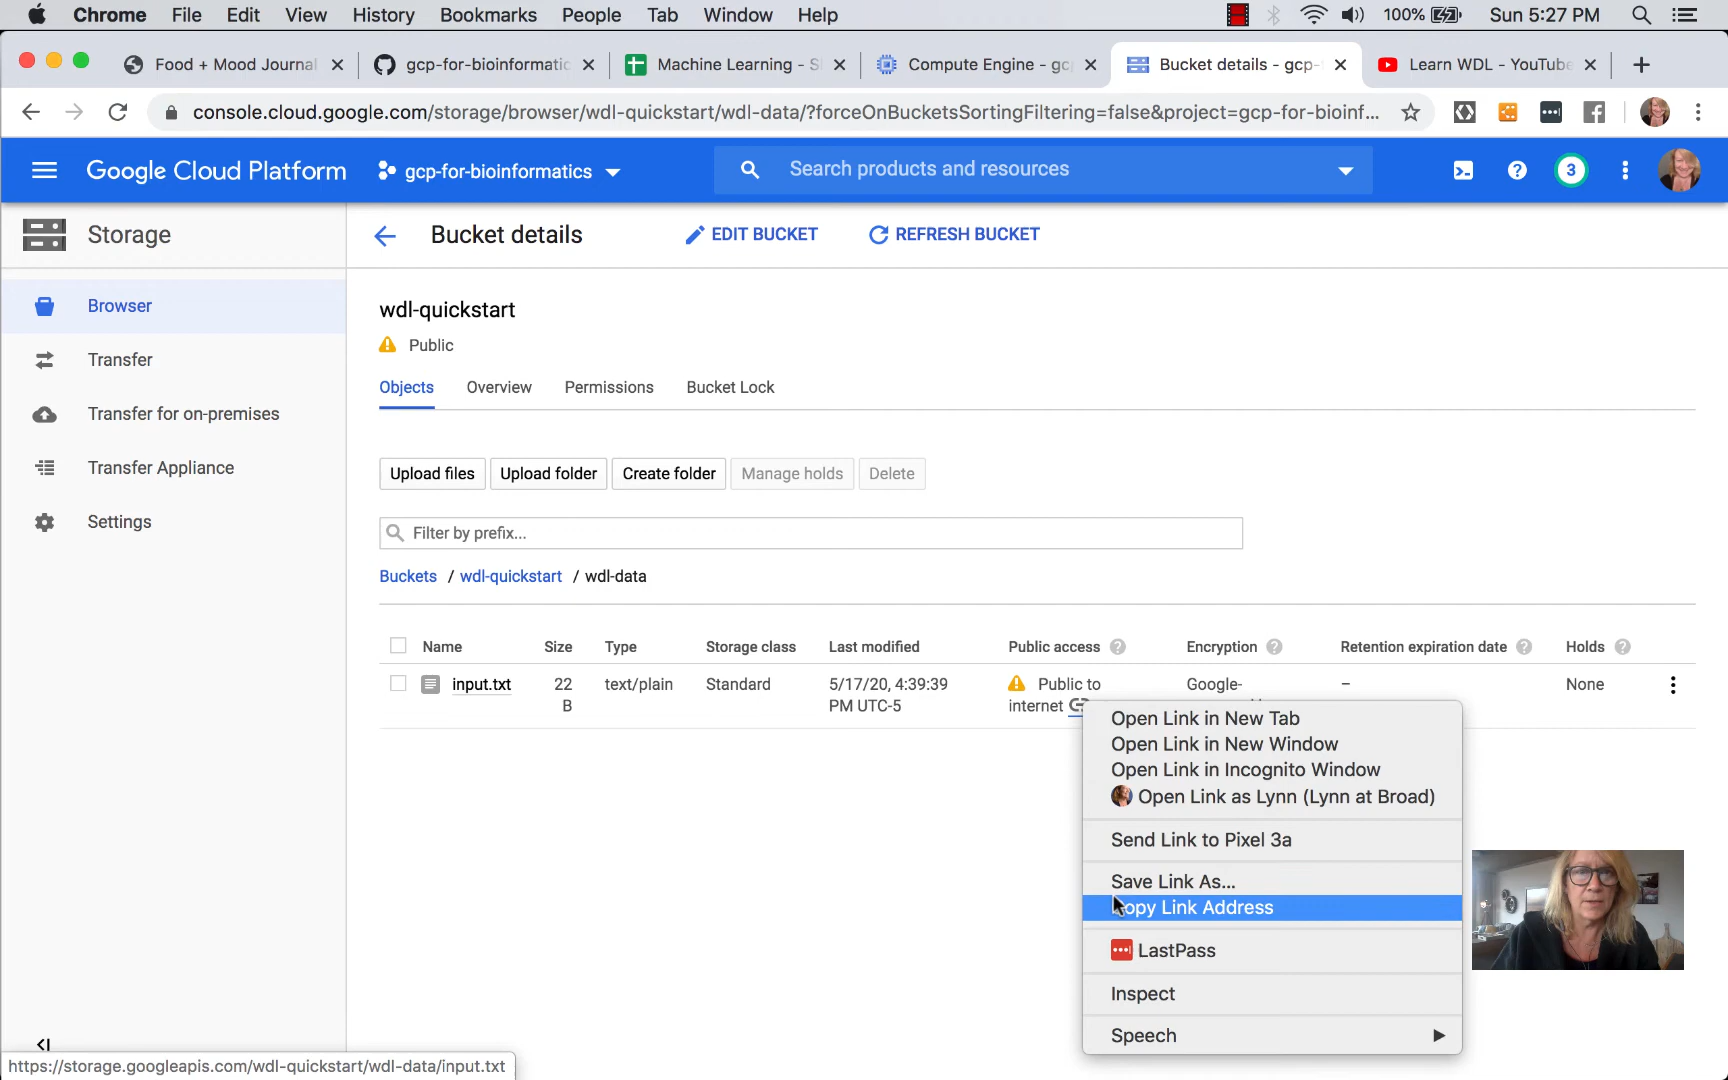 Chrome File Edit View History Bookmarks People Tab Window Help 100% Sun 5:27 PM
Food + Mood Journal gcp-for-bioinformatic Machine Learning - S Compute Engine - gc Bucket details - gcp- Learn WDL - YouTube
console.cloud.google.com/storage/browser/wdl-quickstart/wdl-data/?forceOnBucketsSortingFiltering=false&project=gcp-for-bioinf...
Google Cloud Platform gcp-for-bioinformatics Search products and resources 3
Storage
Bucket details EDIT BUCKET REFRESH BUCKET
Browser
Transfer
Transfer for on-premises
Transfer Appliance
Settings
wdl-quickstart
Public
Objects Overview Permissions Bucket Lock
Upload files Upload folder Create folder Manage holds Delete
Filter by prefix...
Buckets / wdl-quickstart / wdl-data
Name Size Type Storage class Last modified Public access Encryption Retention expiration date Holds
input.txt 22 text/plain Standard 5/17/20, 4:39:39 Public to Google- – None
B PM UTC-5 internet
Open Link in New Tab
Open Link in New Window
Open Link in Incognito Window
Open Link as Lynn (Lynn at Broad)
Send Link to Pixel 3a
Save Link As...
Copy Link Address
LastPass
Inspect
Speech
https://storage.googleapis.com/wdl-quickstart/wdl-data/input.txt